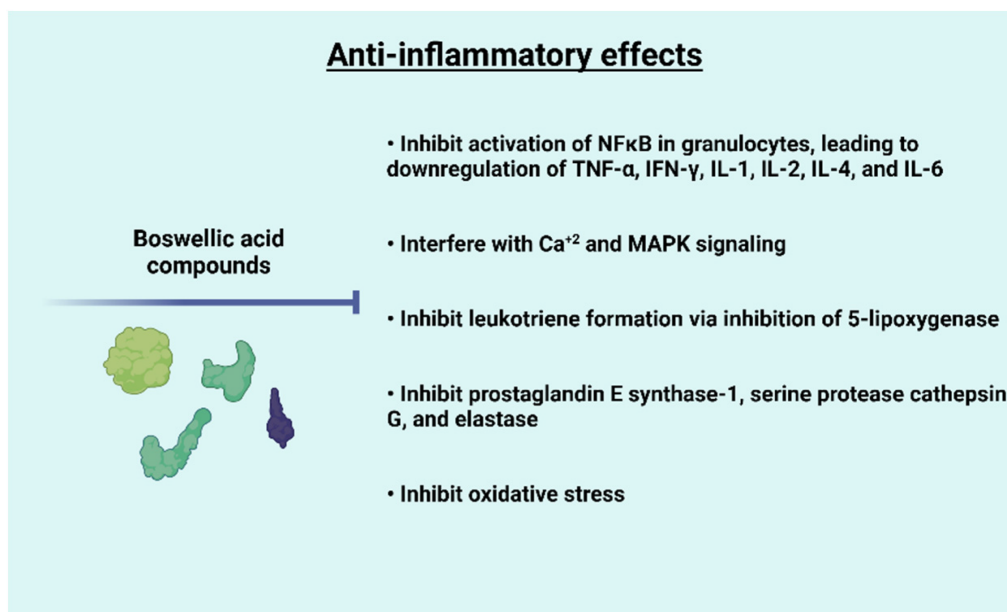 Anti-inflammatory effects
• Inhibit activation of NFκB in granulocytes, leading to
downregulation of TNF-α, IFN-γ, IL-1, IL-2, IL-4, and IL-6
Boswellic acid
compounds
• Interfere with Ca⁺² and MAPK signaling
• Inhibit leukotriene formation via inhibition of 5-lipoxygenase
• Inhibit prostaglandin E synthase-1, serine protease cathepsin
G, and elastase
• Inhibit oxidative stress